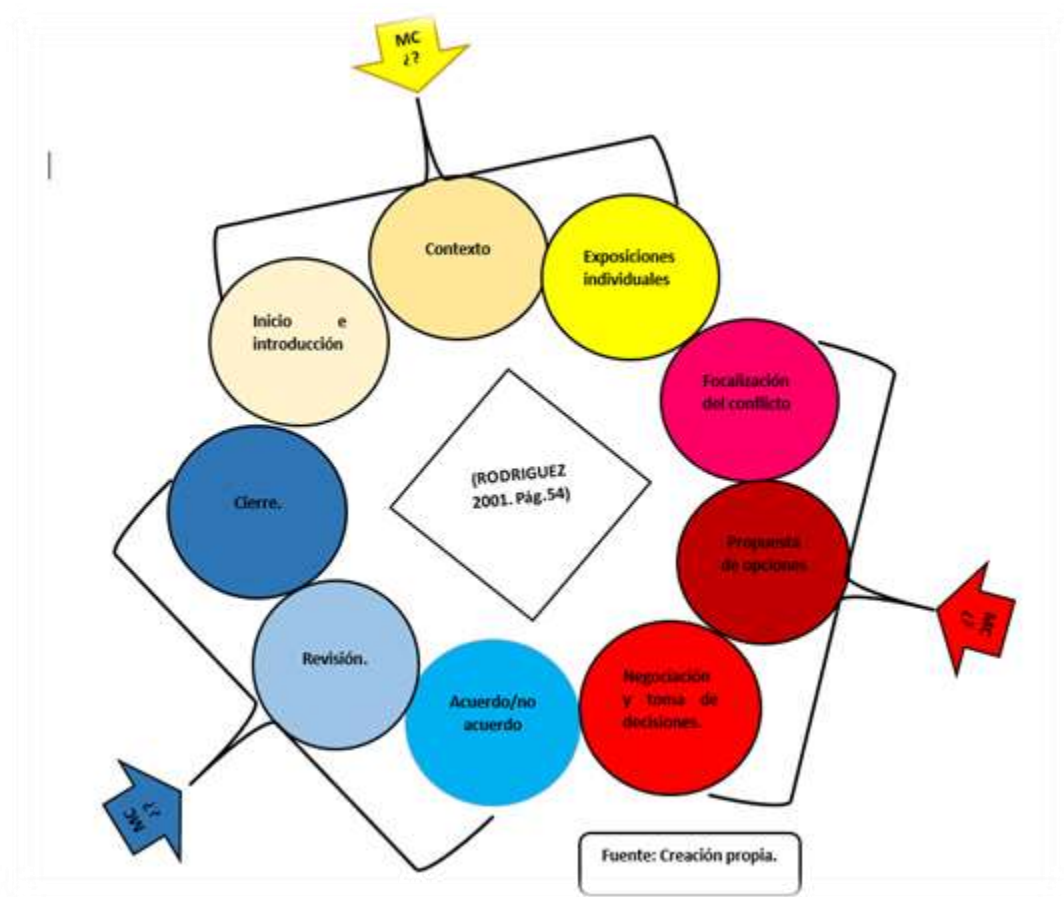 MC
¿?
Contexto
Exposiciones
individuales
Inicio e
introducción
Focalización
del conflicto
(RODRIGUEZ
2001. Pág.54)
Cierre.
Propuesta
de opciones
MC
¿?
Revisión.
Negociación
y toma de
decisiones.
Acuerdo/no
acuerdo
MC
¿?
Fuente: Creación propia.